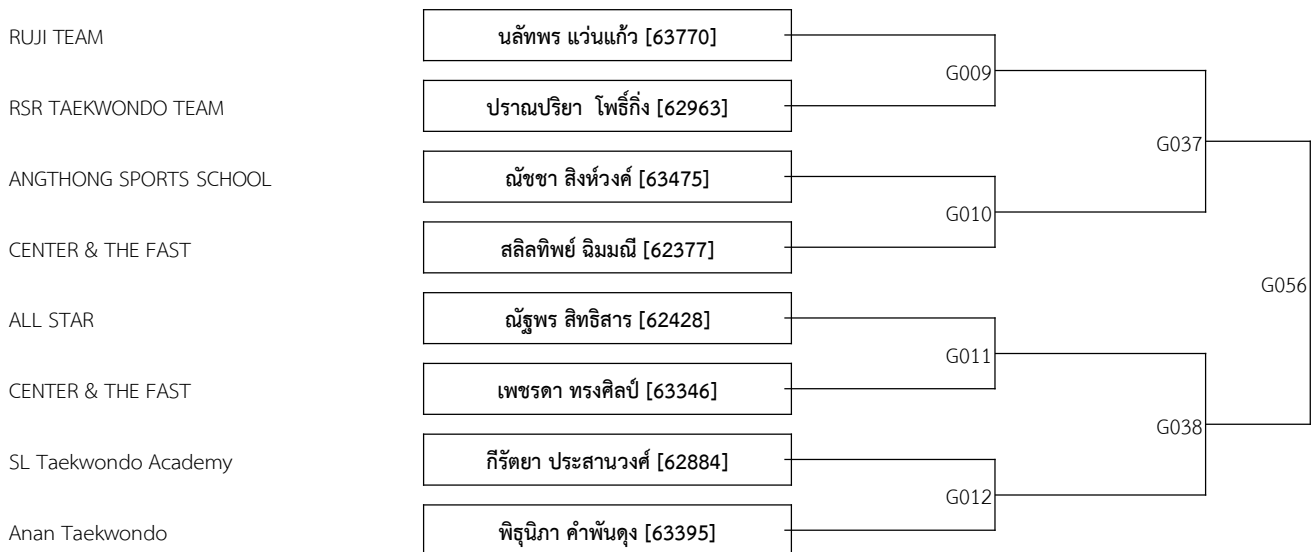 RUJI TEAM
นลัทพร แว่นแก้ว [63770]
G009
RSR TAEKWONDO TEAM
ปราณปริยา โพธิ์กิ่ง [62963]
G037
ANGTHONG SPORTS SCHOOL
ณัชชา สิงห์วงค์ [63475]
G010
CENTER & THE FAST
สลิลทิพย์ ฉิมมณี [62377]
G056
ALL STAR
ณัฐพร สิทธิสาร [62428]
G011
CENTER & THE FAST
เพชรดา ทรงศิลป์ [63346]
G038
SL Taekwondo Academy
กีรัตยา ประสานวงศ์ [62884]
G012
Anan Taekwondo
พิธุนิภา คำพันดุง [63395]